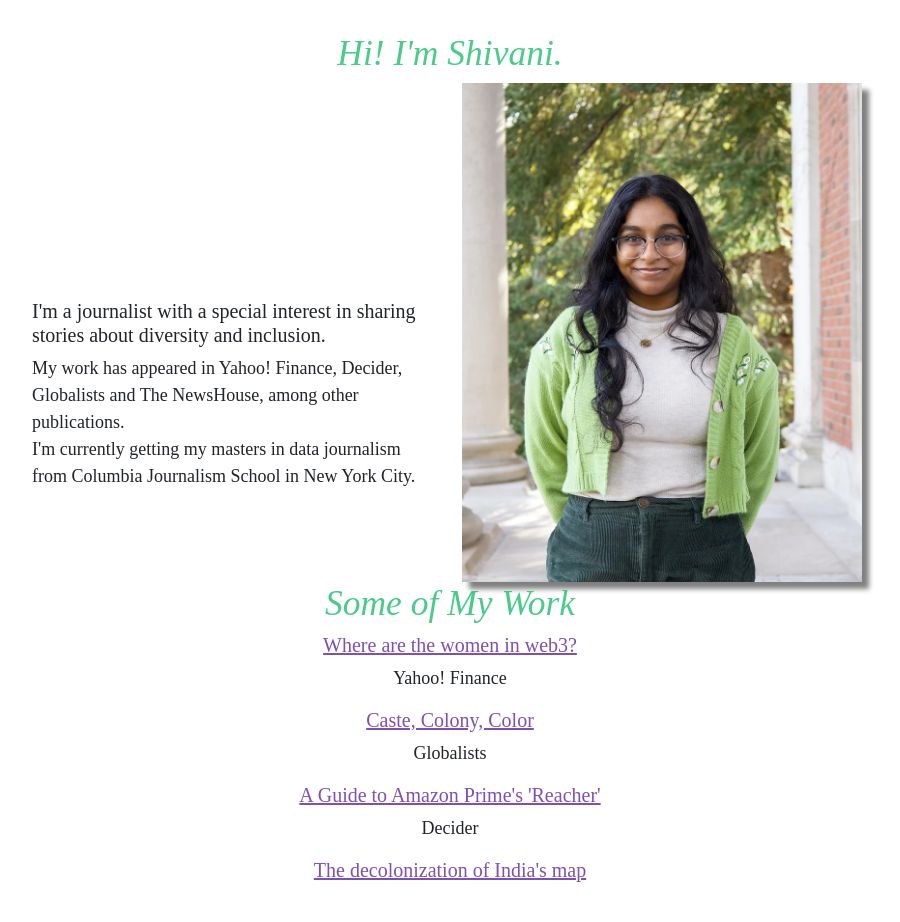 Hi! I'm Shivani.
I'm a journalist with a special interest in sharing
stories about diversity and inclusion.
My work has appeared in Yahoo! Finance, Decider,
Globalists and The NewsHouse, among other
publications.
I'm currently getting my masters in data journalism
from Columbia Journalism School in New York City.
Some of My Work
Where are the women in web3?
Yahoo! Finance
Caste, Colony, Color
Globalists
A Guide to Amazon Prime's 'Reacher'
Decider
The decolonization of India's map